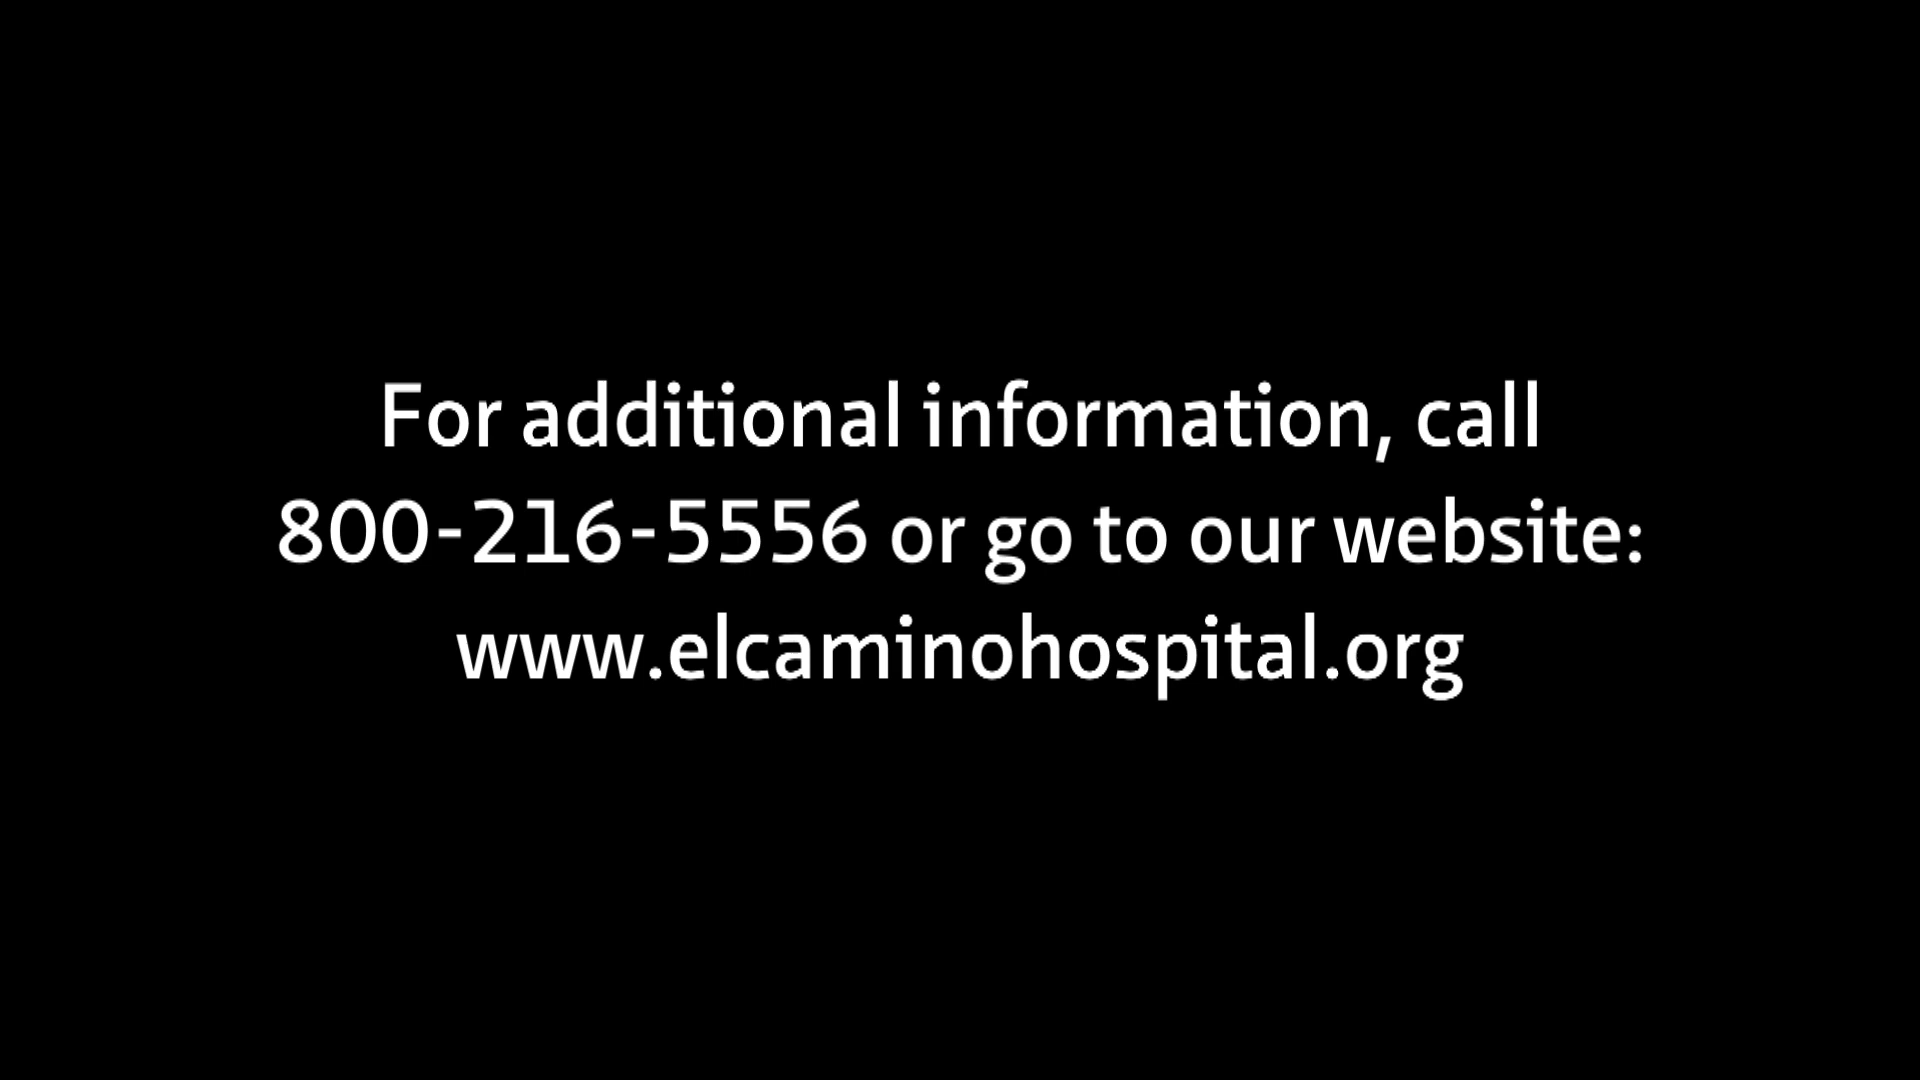 For additional information, call
800-216-5556 or go to our website:
www.elcaminohospital.org